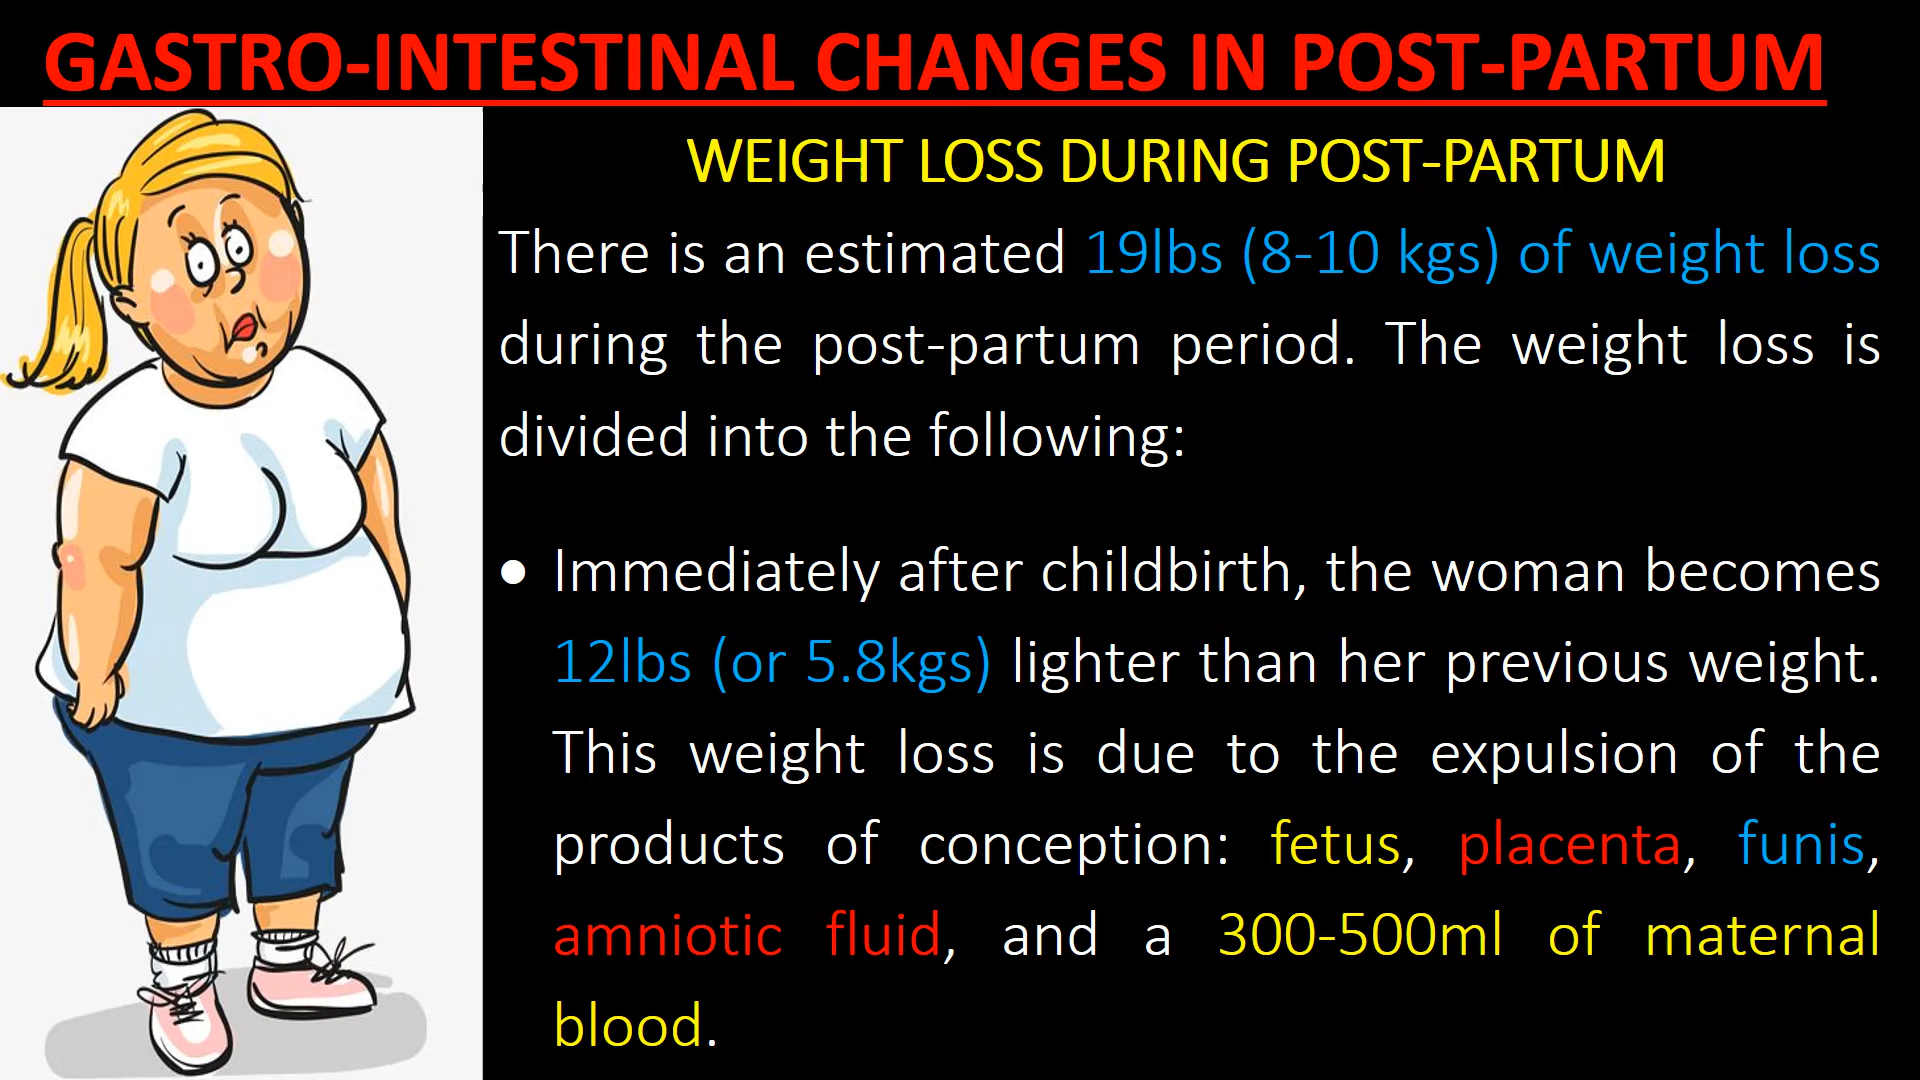 GASTRO-INTESTINAL CHANGES IN POST-PARTUM
WEIGHT LOSS DURING POST-PARTUM
There is an estimated 19lbs (8-10 kgs) of weight loss
during the post-partum period. The weight loss is
divided into the following:
• Immediately after childbirth, the woman becomes
12lbs (or 5.8kgs) lighter than her previous weight.
This weight loss is due to the expulsion of the
products of conception: fetus, placenta, funis,
amniotic fluid, and a 300-500ml of maternal
blood.